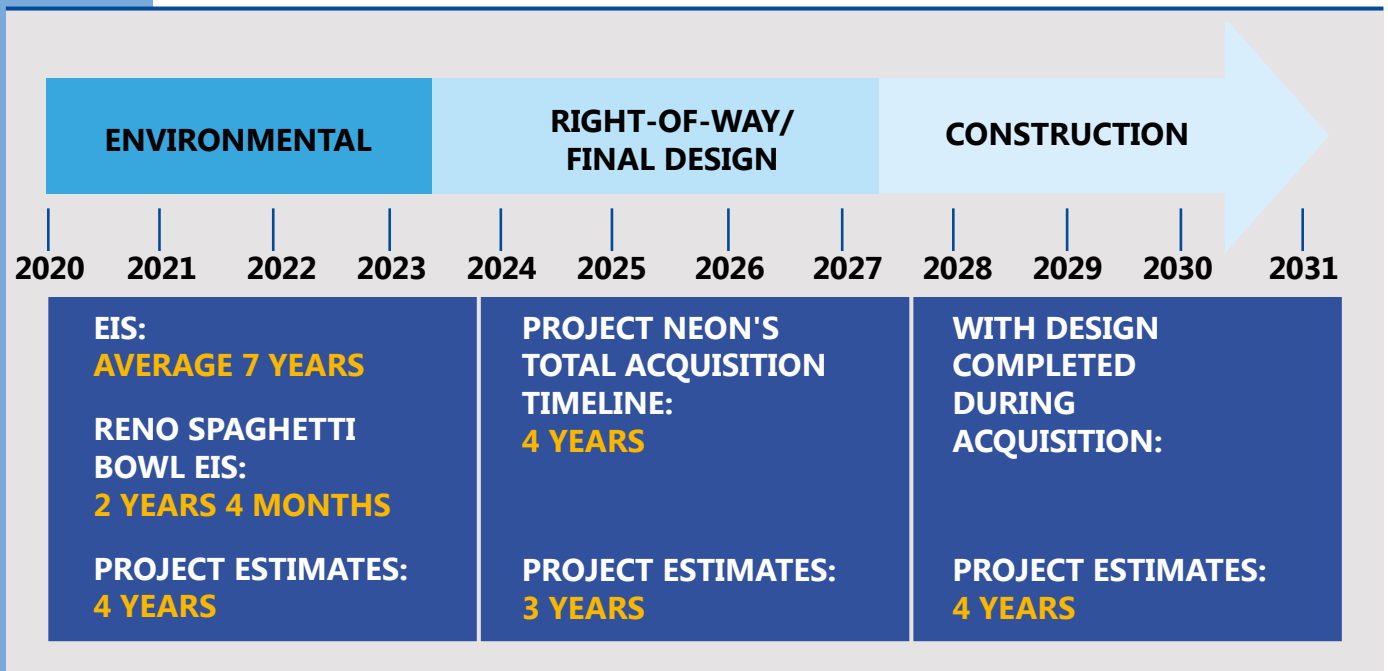 ENVIRONMENTAL
RIGHT-OF-WAY/
FINAL DESIGN
CONSTRUCTION
2020 2021 2022 2023 2024 2025 2026 2027 2028 2029 2030 2031
EIS:
AVERAGE 7 YEARS
RENO SPAGHETTI
BOWL EIS:
2 YEARS 4 MONTHS
PROJECT ESTIMATES:
4 YEARS
PROJECT NEON'S
TOTAL ACQUISITION
TIMELINE:
4 YEARS
PROJECT ESTIMATES:
3 YEARS
WITH DESIGN
COMPLETED
DURING
ACQUISITION:
PROJECT ESTIMATES:
4 YEARS